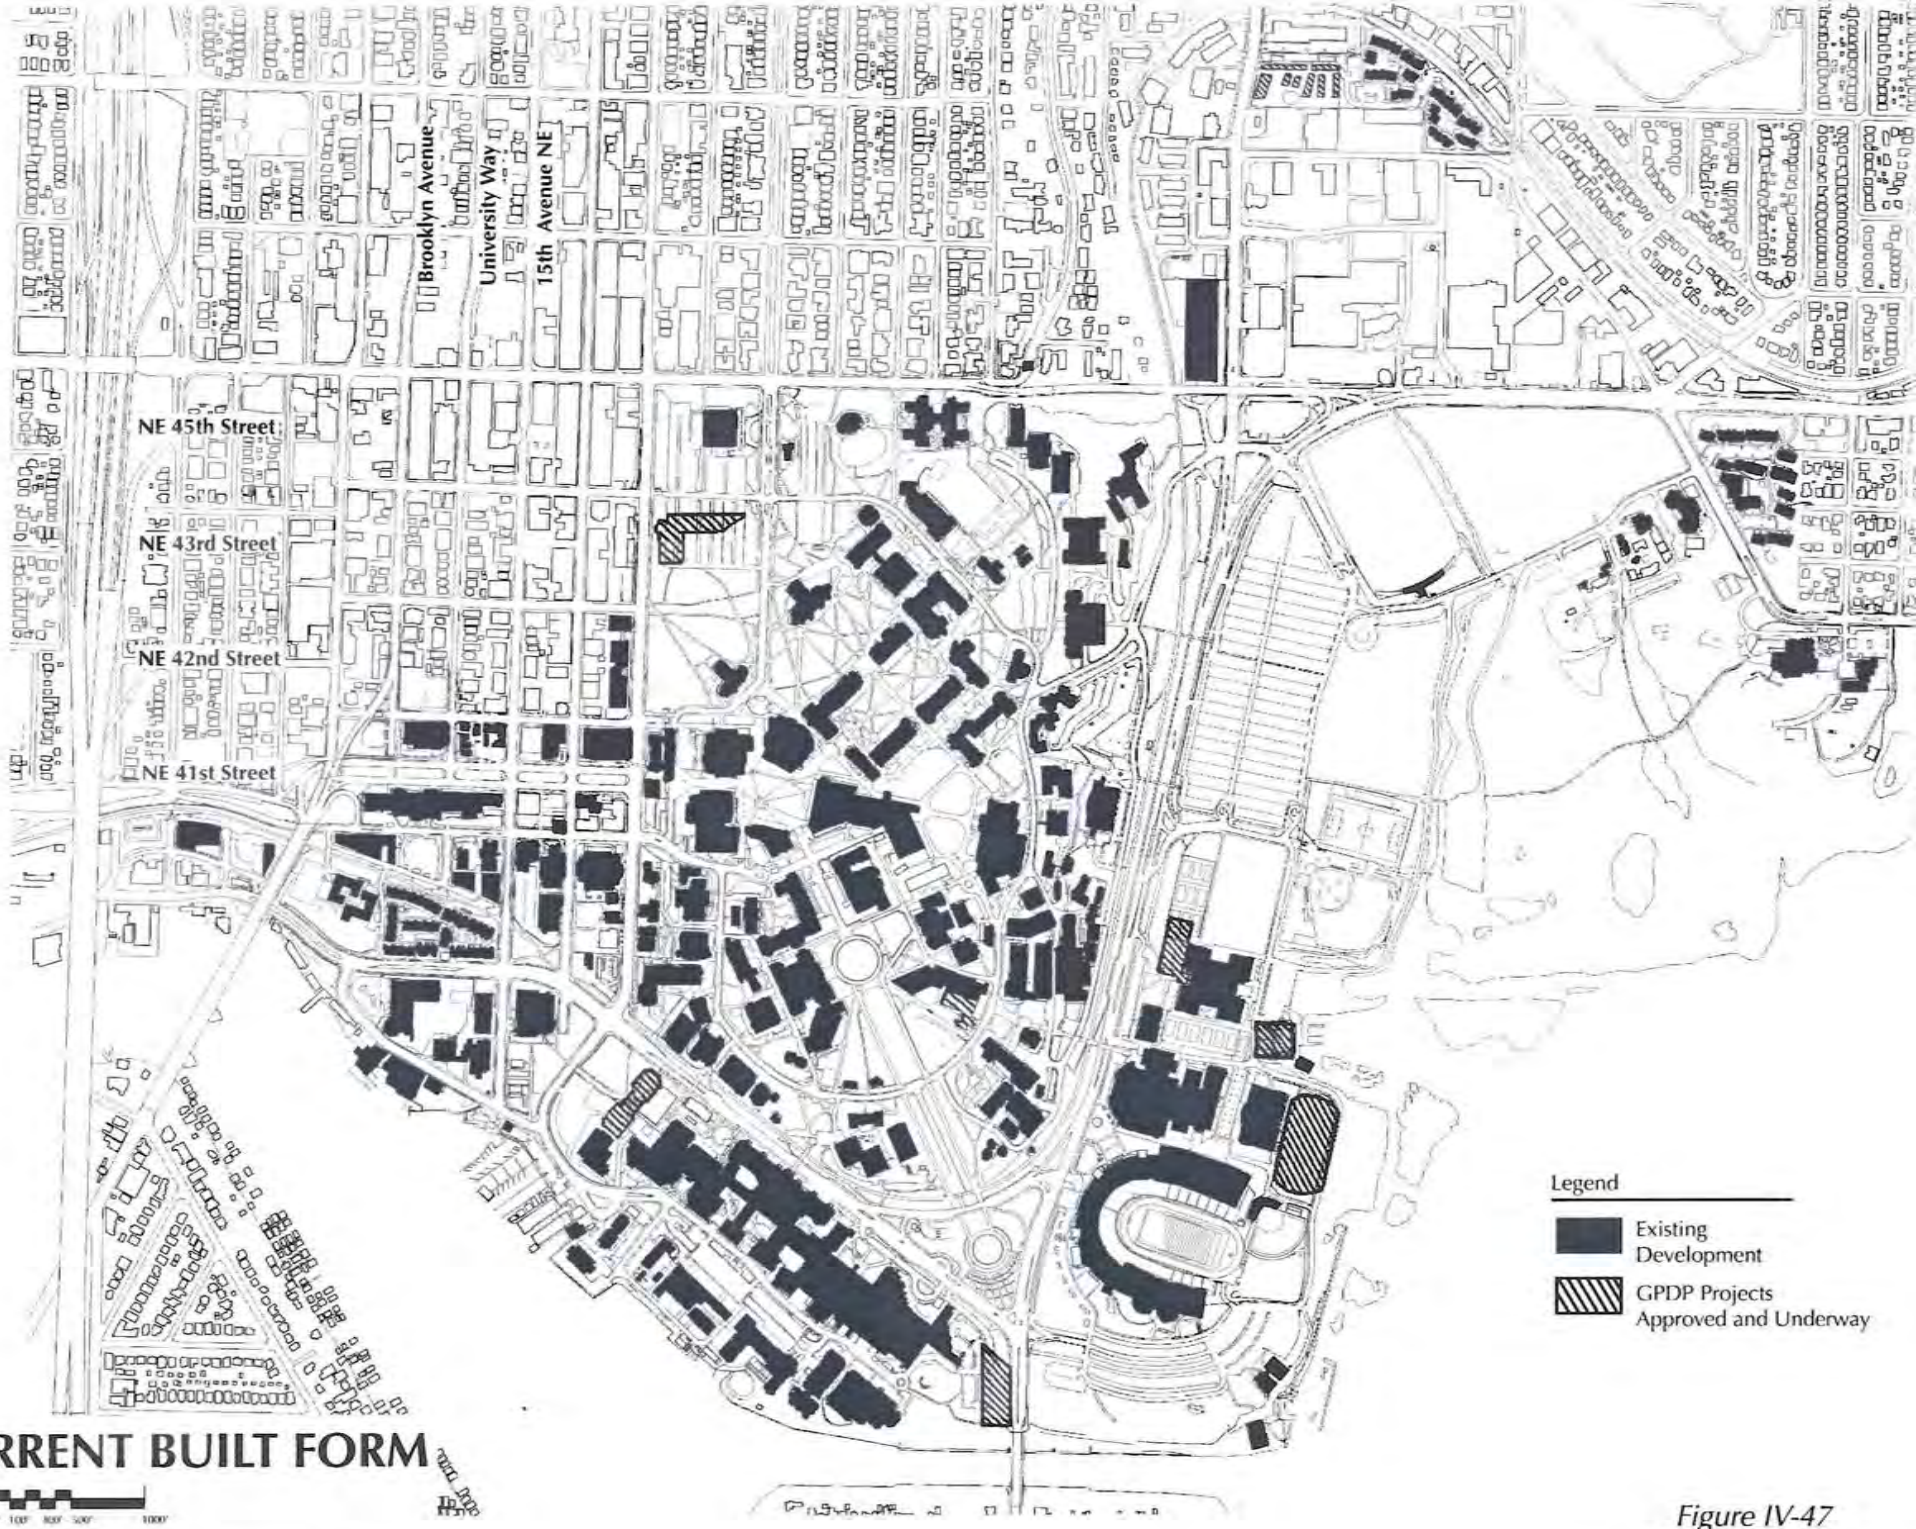 Brooklyn Avenue
University Way
15th Avenue NE
NE 45th Street
NE 43rd Street
NE 42nd Street
NE 41st Street
Legend
Existing
Development
GPDP Projects
Approved and Underway
RRENT BUILT FORM
1000'
Figure IV-47